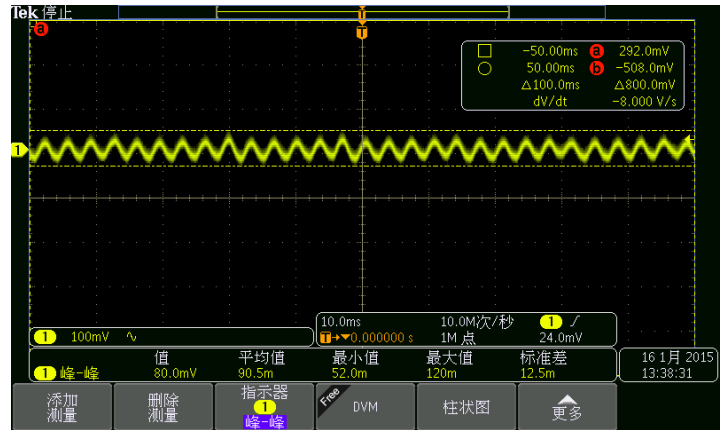 Tek 停止
T
a
T
−50.00ms a 292.0mV
50.00ms b −508.0mV
△100.0ms △800.0mV
dV/dt −8.000 V/s
1
1 100mV
10.0ms 10.0M次/秒 1
T→▼0.000000 s 1M 点 24.0mV
值 平均值 最小值 最大值 标准差
1 峰−峰 80.0mV 90.5m 52.0m 120m 12.5m
16 1月 2015
13:38:31
添加
测量
删除
测量
指示器
1
峰−峰
Free
DVM
柱状图
更多